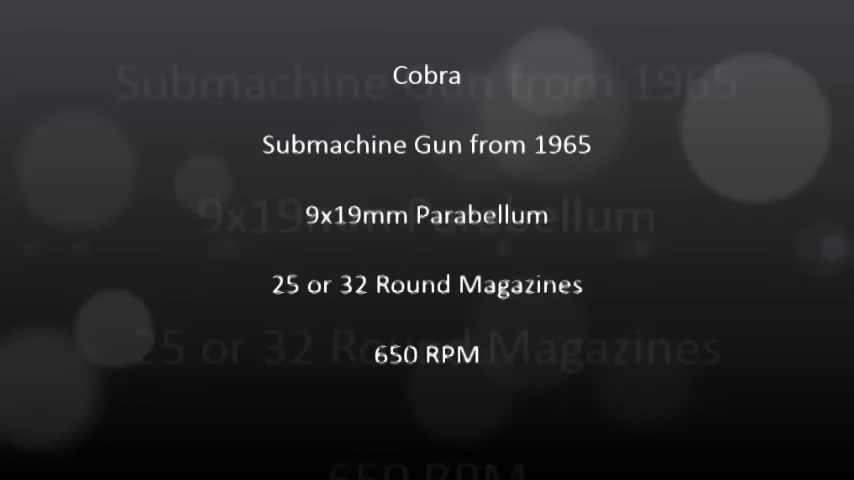 Cobra
Submachine Gun from 1965
9x19mm Parabellum
25 or 32 Round Magazines
650 RPM